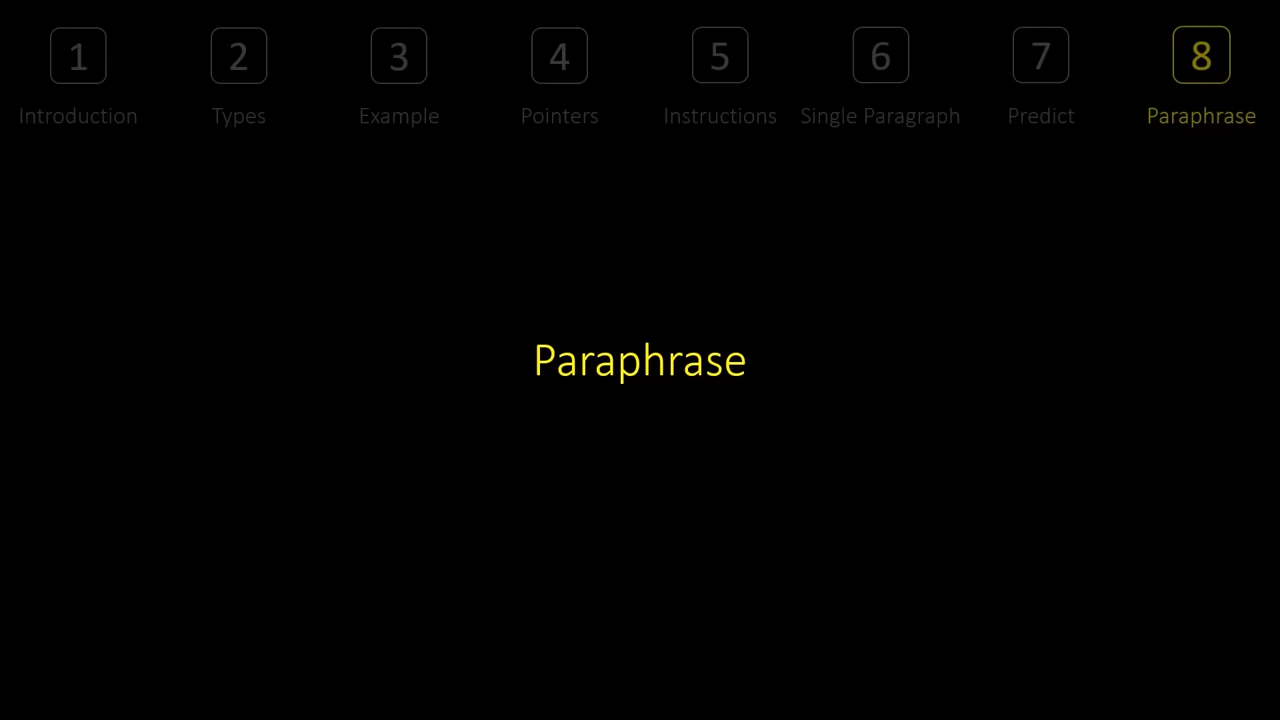 1 2 3 4 5 6 7 8
Introduction Types Example Pointers Instructions Single Paragraph Predict Paraphrase
Paraphrase